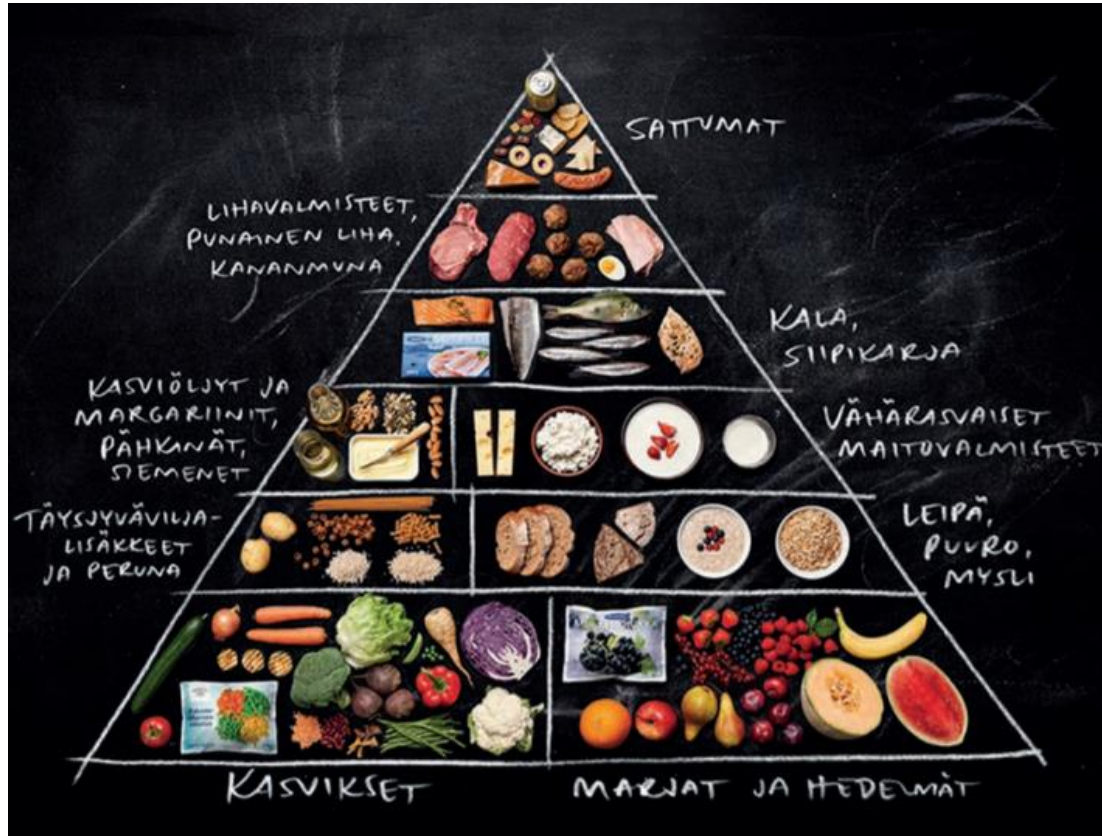 SATTUMAT
LIHAVALMISTEET,
PUNAINEN LIHA,
KANANMUNA
KALA,
SIIPIKARJA
KASVIÖLJYT JA
MARGARIINIT,
PÄHKINÄT,
SIEMENET
VÄHÄRASVAISET
MAITOVALMISTEET
TÄYSJYVÄVILJA-
LISÄKKEET
JA PERUNA
LEIPÄ,
PUURO,
MYSLI
KASVIKSET
MARJAT JA HEDELMÄT